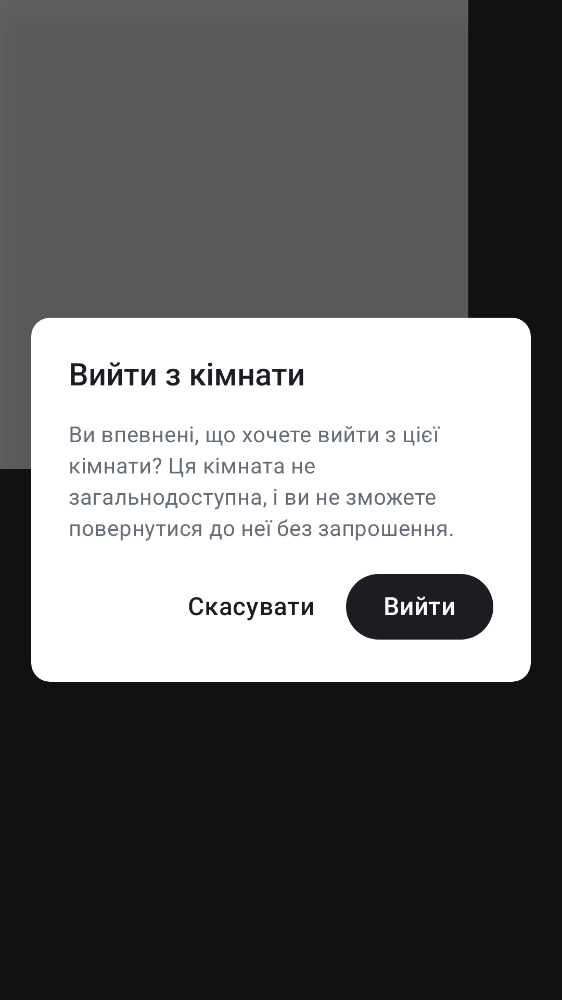 Вийти з кімнати
Ви впевнені, що хочете вийти з цієї
кімнати? Ця кімната не
загальнодоступна, і ви не зможете
повернутися до неї без запрошення.
Скасувати
Вийти